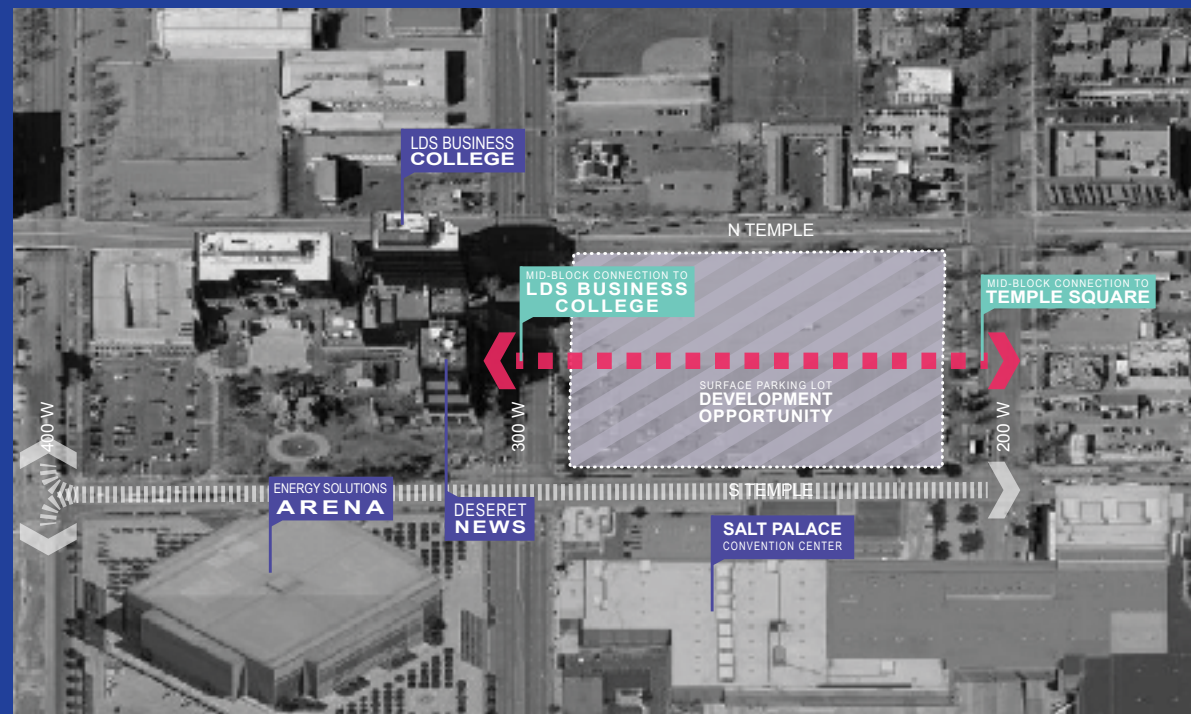 LDS BUSINESS
COLLEGE
N TEMPLE
MID-BLOCK CONNECTION TO
LDS BUSINESS
COLLEGE
MID-BLOCK CONNECTION TO
TEMPLE SQUARE
SURFACE PARKING LOT
DEVELOPMENT
OPPORTUNITY
400 W
300 W
200 W
ENERGY SOLUTIONS
ARENA
DESERET
NEWS
S TEMPLE
SALT PALACE
CONVENTION CENTER